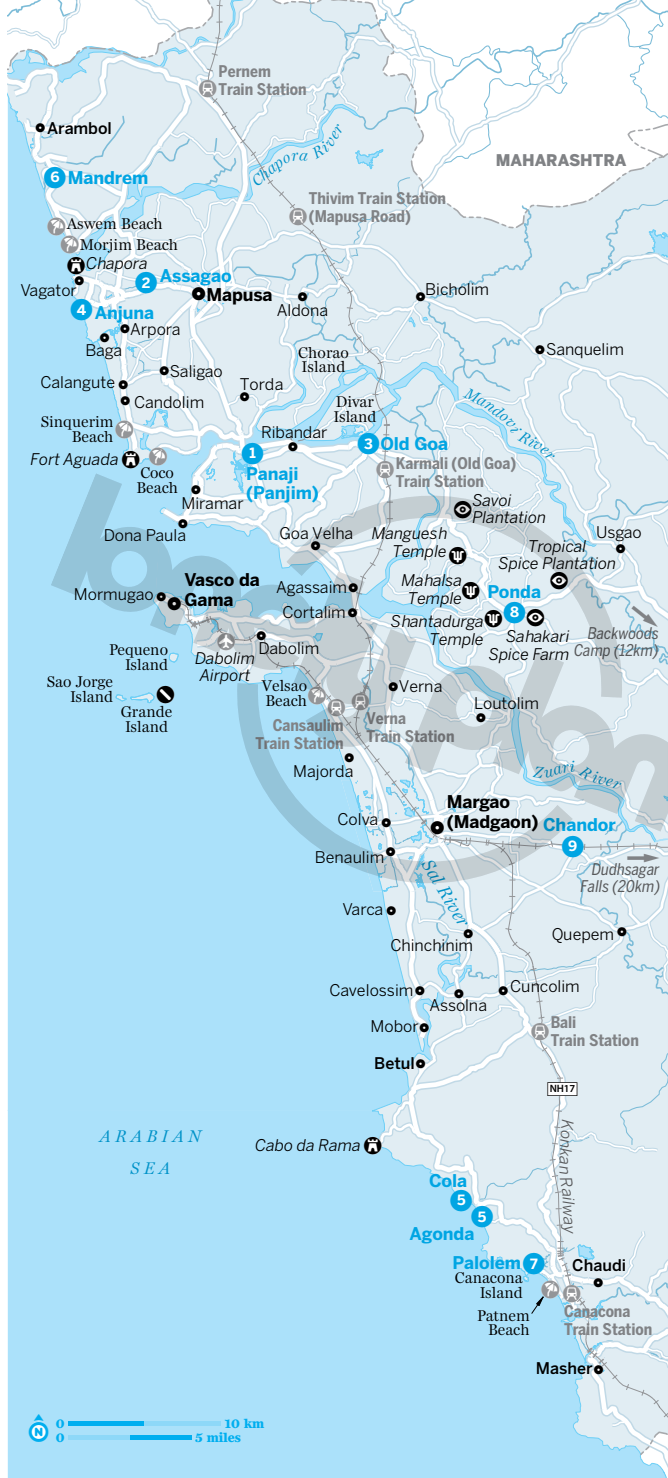 Pernem
Train Station
Arambol
Chapora River
MAHARASHTRA
6 Mandrem
Thivim Train Station
(Mapusa Road)
Aswem Beach
Morjim Beach
Chapora
Vagator
2 Assagao
Mapusa
Aldona
Bicholim
4 Anjuna
Arpora
Baga
Sanquelim
Chorao
Island
Saligao
Calangute
Torda
Candolim
Mandovi River
Divar
Island
Sinquerim
Beach
Ribandar
3 Old Goa
1
Panaji
(Panjim)
Fort Aguada
Coco
Beach
Karmali (Old Goa)
Train Station
Miramar
Savoi
Plantation
Dona Paula
Goa Velha
Manguesh
Temple
Usgao
Tropical
Spice Plantation
Mormugao
Vasco da
Gama
Agassaim
Mahalsa
Temple
Ponda
8
Cortalim
Shantadurga
Temple
Sahakari
Spice Farm
Backwoods
Camp (12km)
Dabolim
Dabolim
Airport
Pequeno
Island
Sao Jorge
Island
Grande
Island
Velsao
Beach
Verna
Cansaulim
Train Station
Verna
Train Station
Loutolim
Majorda
Zuari River
Margao
(Madgaon)
Colva
Chandor
9
Benaulim
Dudhsagar
Falls (20km)
Sal River
Varca
Chinchinim
Quepem
Cavelossim
Assolna
Cuncolim
Mobor
Bali
Train Station
Betul
NH17
ARABIAN
SEA
Cabo da Rama
Konkan Railway
Cola
5
5
Agonda
Palolem 7
Canacona
Island
Chaudi
Patnem
Beach
Canacona
Train Station
Masher
N
0 10 km
0 5 miles
lonely plan